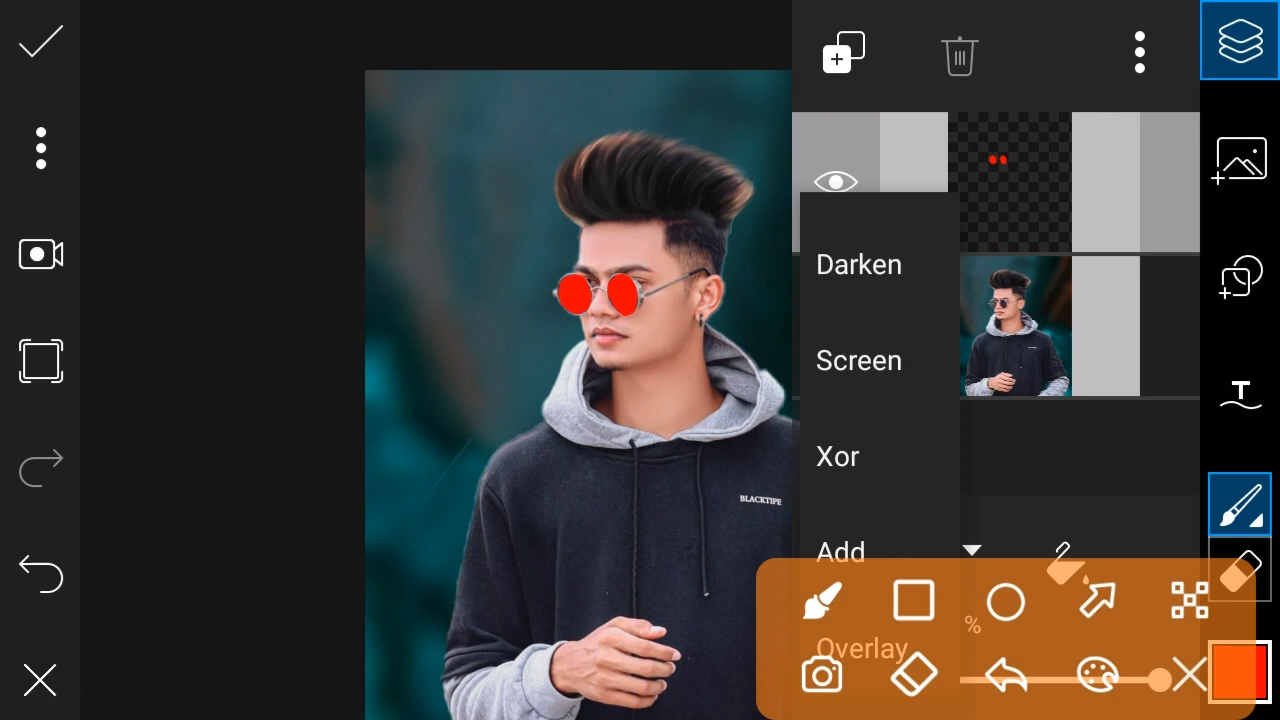 Darken
Screen
Xor
T
BLACKTIPE
Add
%
Overlay